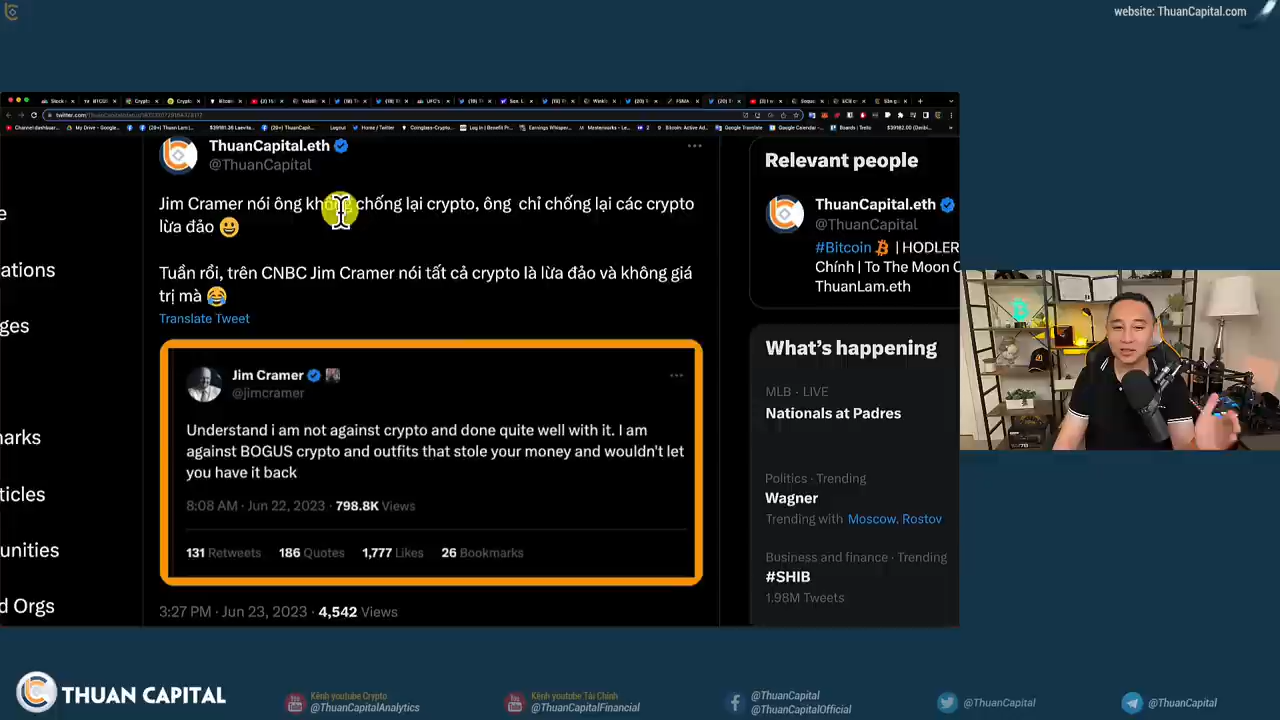 website: ThuanCapital.com
ThuanCapital.eth
@ThuanCapital
Jim Cramer nói ông không chống lại crypto, ông chỉ chống lại các crypto
lừa đảo 😀
Tuần rồi, trên CNBC Jim Cramer nói tất cả crypto là lừa đảo và không giá
trị mà 😂
Translate Tweet
Jim Cramer
@jimcramer
Understand i am not against crypto and done quite well with it. I am
against BOGUS crypto and outfits that stole your money and wouldn't let
you have it back
8:08 AM · Jun 22, 2023 · 798.8K Views
131 Retweets 186 Quotes 1,777 Likes 26 Bookmarks
3:27 PM · Jun 23, 2023 · 4,542 Views
e
ations
ges
arks
ticles
unities
d Orgs
Relevant people
ThuanCapital.eth
@ThuanCapital
#Bitcoin | HODLER
Chính | To The Moon C
ThuanLam.eth
What's happening
MLB · LIVE
Nationals at Padres
Politics · Trending
Wagner
Trending with Moscow, Rostov
Business and finance · Trending
#SHIB
1.98M Tweets
THUAN CAPITAL
Kênh youtube Crypto
@ThuanCapitalAnalytics
Kênh youtube Tài Chính
@ThuanCapitalFinancial
@ThuanCapital
@ThuanCapitalOfficial
@ThuanCapital
@ThuanCapital